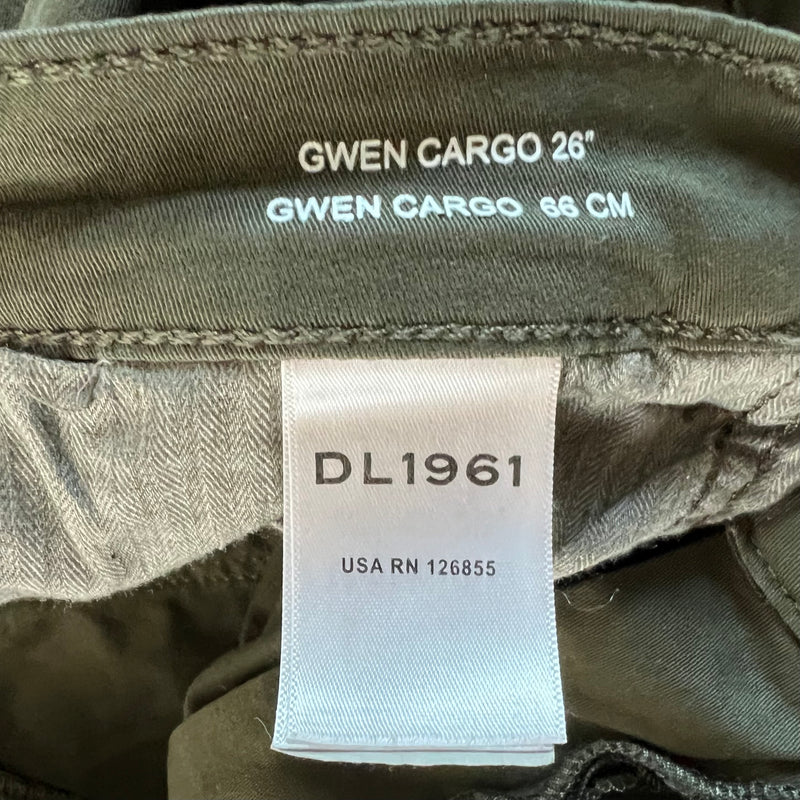 GWEN CARGO 26"
GWEN CARGO 66 CM
DL1961
USA RN 126855